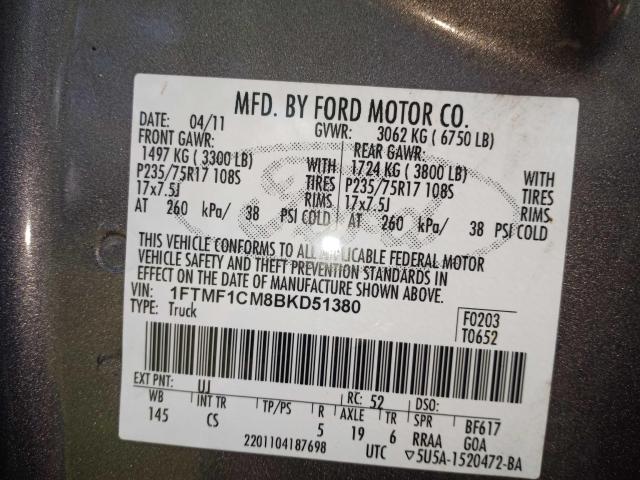 MFD. BY FORD MOTOR CO.
DATE: 04/11 GVWR: 3062 KG ( 6750 LB)
FRONT GAWR: REAR GAWR:
1497 KG ( 3300 LB) WITH 1724 KG ( 3800 LB) WITH
P235/75R17 108S TIRES P235/75R17 108S TIRES
17x7.5J RIMS 17x7.5J RIMS
AT 260 kPa/ 38 PSI COLD AT 260 kPa/ 38 PSI COLD
Ford
THIS VEHICLE CONFORMS TO ALL APPLICABLE FEDERAL MOTOR
VEHICLE SAFETY AND THEFT PREVENTION STANDARDS IN
EFFECT ON THE DATE OF MANUFACTURE SHOWN ABOVE.
VIN: 1FTMF1CM8BKD51380
TYPE: Truck
F0203
T0652
EXT PNT: UJ RC: 52 DSO:
WB INT TR TP/PS R AXLE TR SPR BF617
145 CS 5 19 6 RRAA GOA
2201104187698 UTC ▽5U5A-1520472-BA